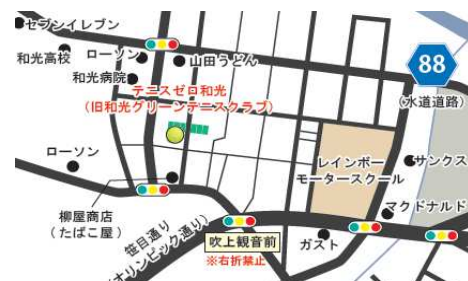 セブンイレブン
和光高校
ローソン
山田うどん
和光病院
88
(水道道路)
テニスゼロ和光
(旧和光グリーンテニスクラブ)
ローソン
レインボー
モータースクール
サンクス
柳屋商店
(たばこ屋)
笹目通り
(オリンピック通り)
吹上観音前
※右折禁止
ガスト
マクドナルド